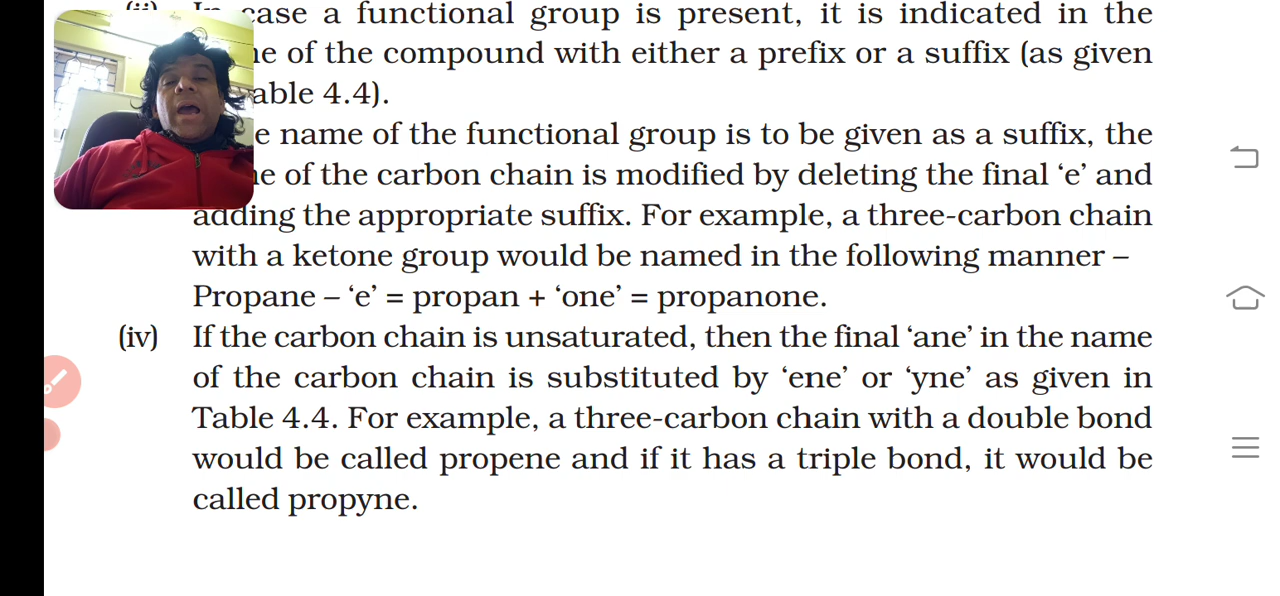 case a functional group is present, it is indicated in the
of the compound with either a prefix or a suffix (as given
able 4.4).
name of the functional group is to be given as a suffix, the
of the carbon chain is modified by deleting the final ‘e’ and
adding the appropriate suffix. For example, a three-carbon chain
with a ketone group would be named in the following manner –
Propane – ‘e’ = propan + ‘one’ = propanone.
(iv) If the carbon chain is unsaturated, then the final ‘ane’ in the name
of the carbon chain is substituted by ‘ene’ or ‘yne’ as given in
Table 4.4. For example, a three-carbon chain with a double bond
would be called propene and if it has a triple bond, it would be
called propyne.